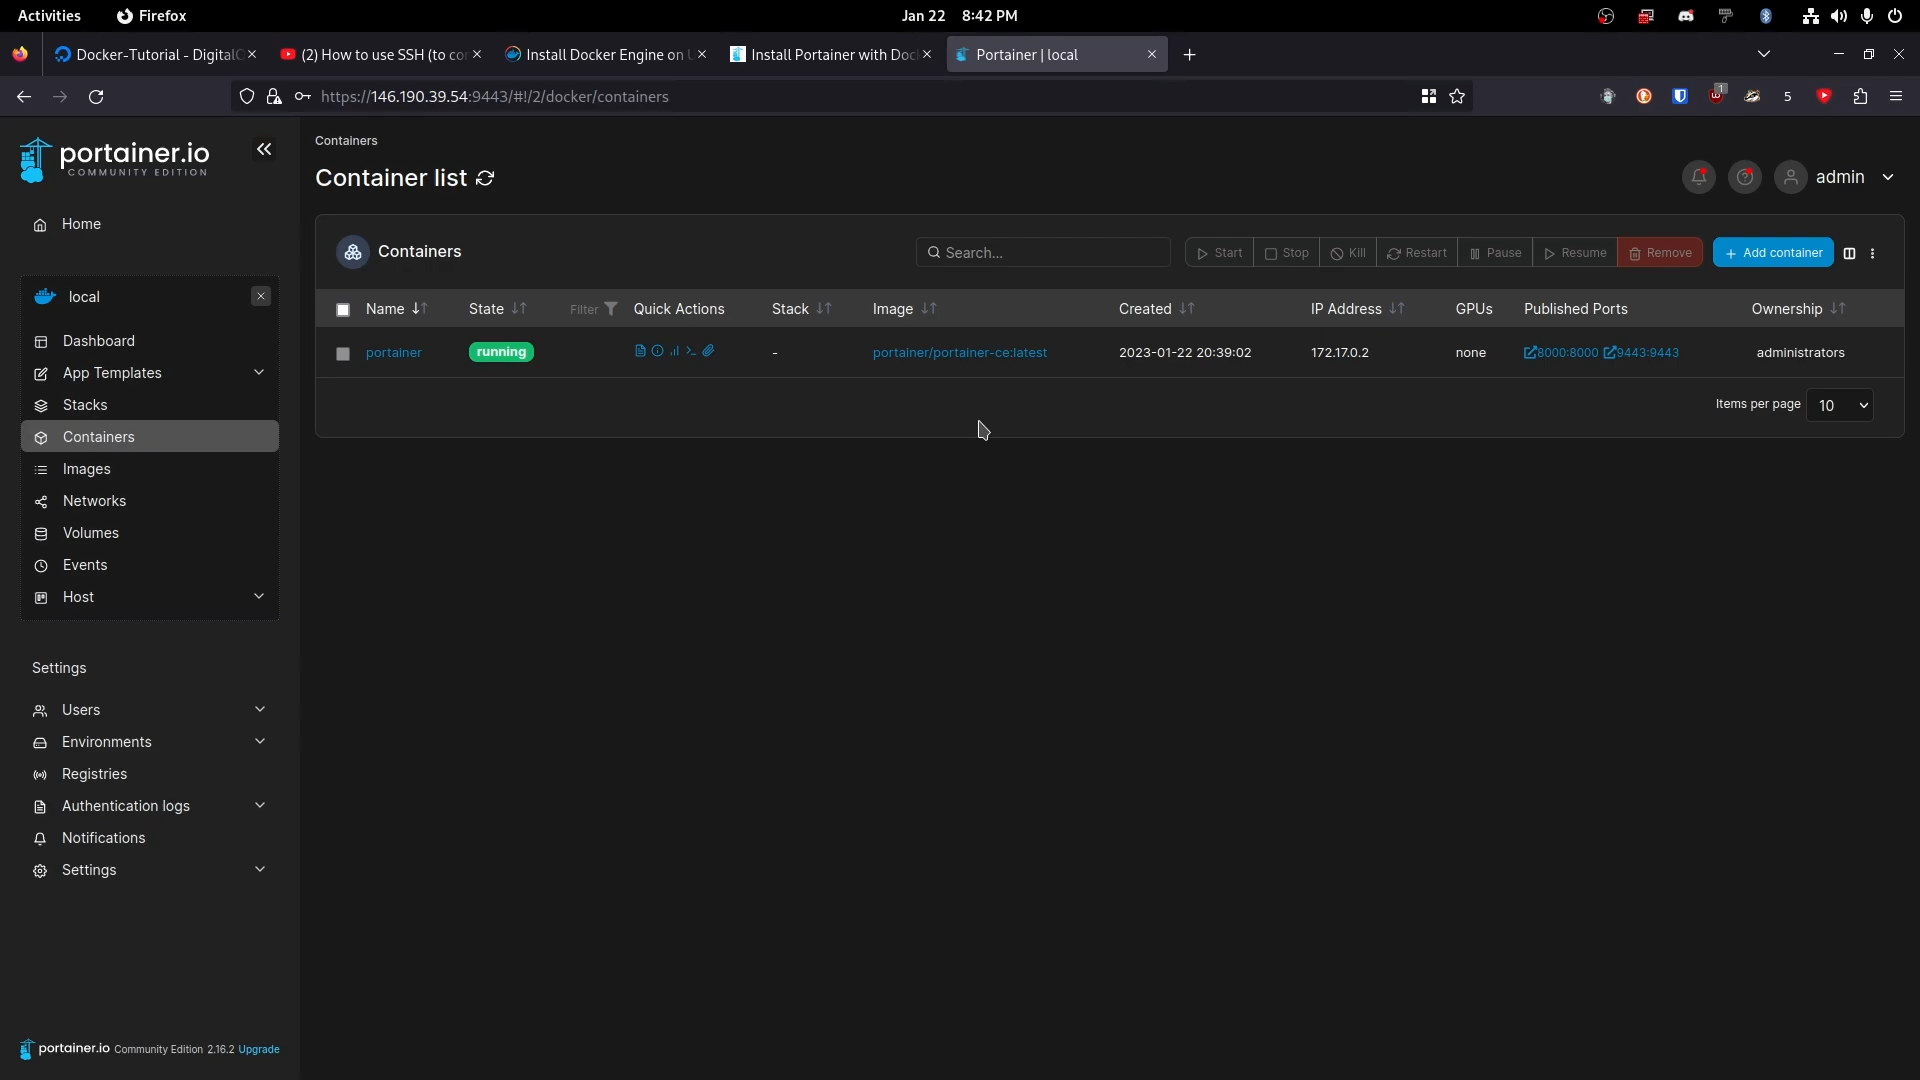 Activities Firefox Jan 22 8:42 PM
Docker-Tutorial - DigitalO (2) How to use SSH (to con Install Docker Engine on U Install Portainer with Doc Portainer | local
https://146.190.39.54:9443/#!/2/docker/containers 1 5
portainer.io
COMMUNITY EDITION
Containers
Container list
admin
Home
Containers Search... Start Stop Kill Restart Pause Resume Remove + Add container
local
Name State Filter Quick Actions Stack Image Created IP Address GPUs Published Ports Ownership
Dashboard
portainer running - portainer/portainer-ce:latest 2023-01-22 20:39:02 172.17.0.2 none 8000:8000 9443:9443 administrators
App Templates
Stacks
Items per page 10
Containers
Images
Networks
Volumes
Events
Host
Settings
Users
Environments
Registries
Authentication logs
Notifications
Settings
portainer.io Community Edition 2.16.2 Upgrade